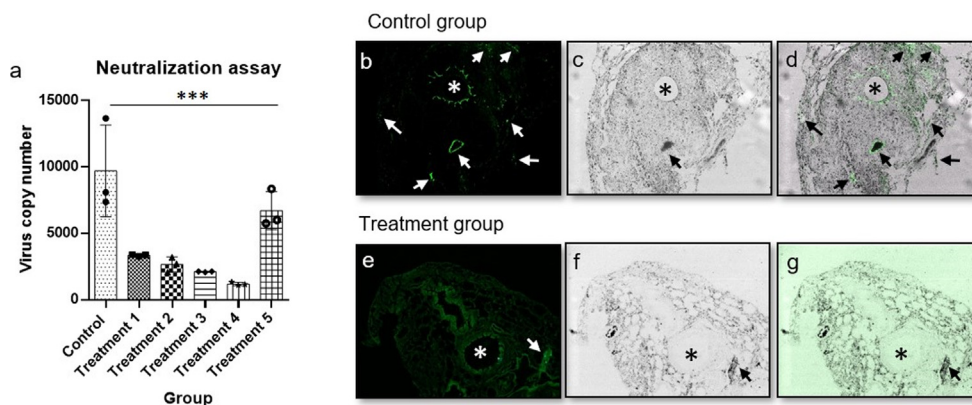 a
Neutralization assay
***
15000
10000
5000
0
Virus copy number
Control
Treatment 1
Treatment 2
Treatment 3
Treatment 4
Treatment 5
Group
Control group
b
*
c
*
d
*
Treatment group
e
*
f
*
g
*